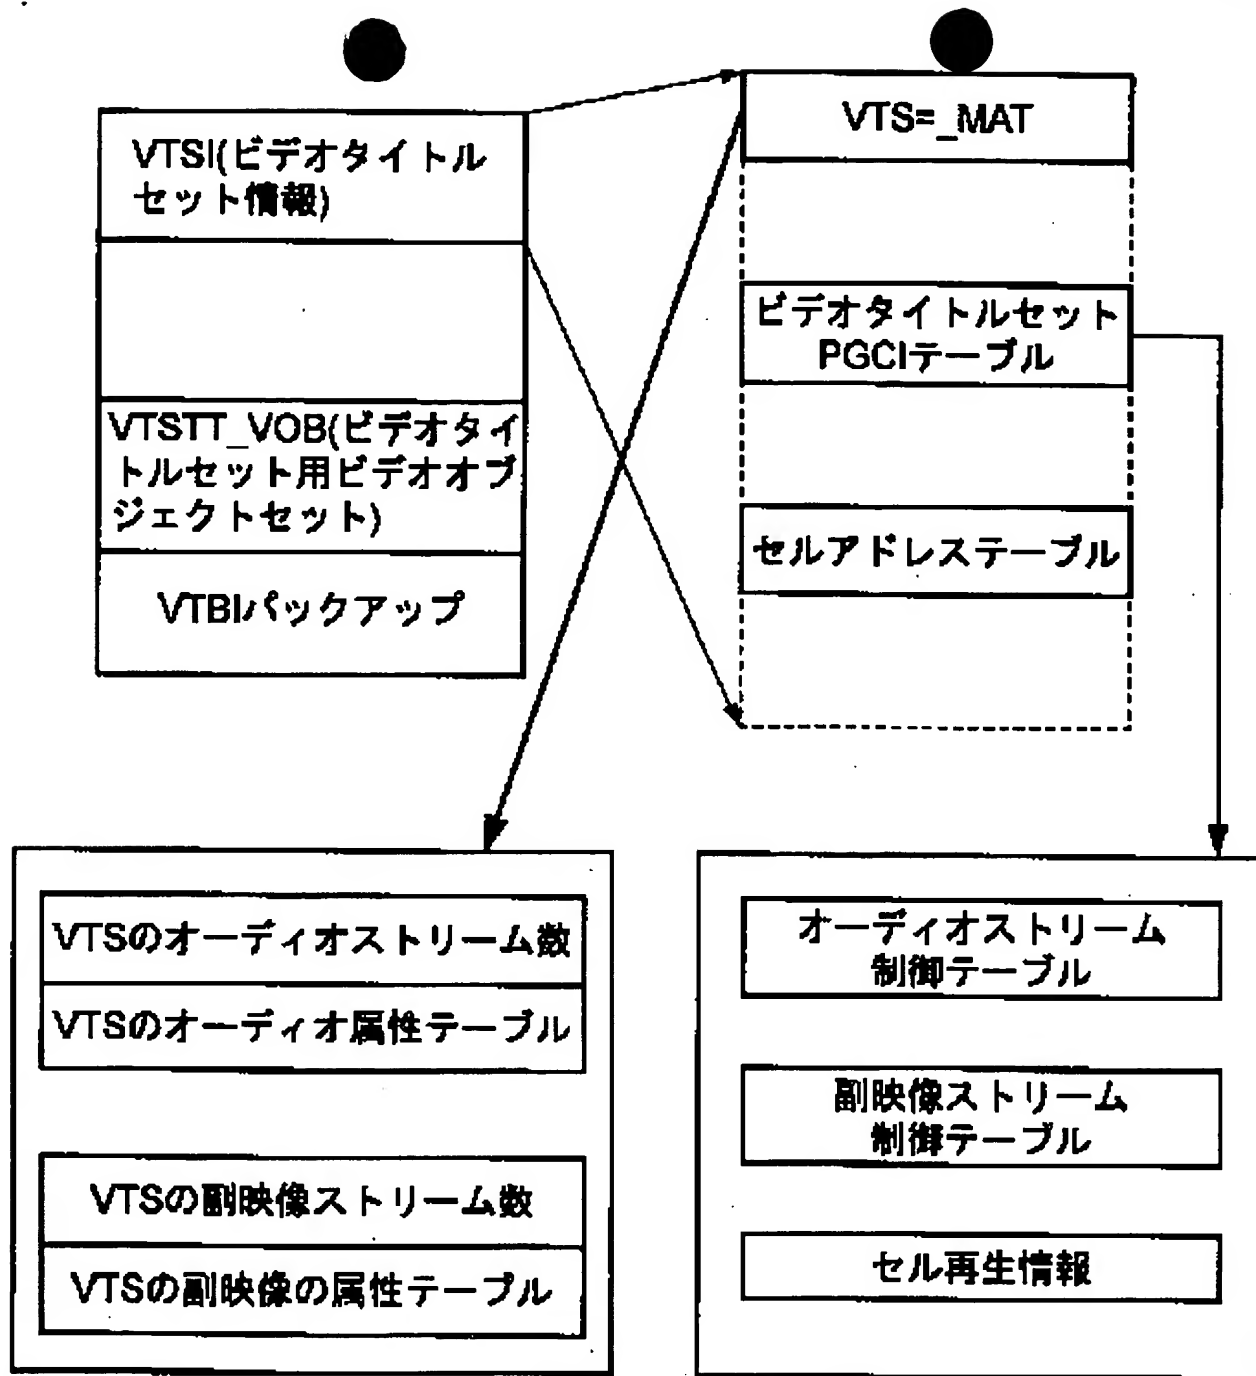 VTSI(ビデオタイトル
セット情報)
VTSTT_VOB(ビデオタイ
トルセット用ビデオオブ
ジェクトセット)
VTBIバックアップ
VTS=_MAT
ビデオタイトルセット
PGCIテーブル
セルアドレステーブル
VTSのオーディオストリーム数
VTSのオーディオ属性テーブル
VTSの副映像ストリーム数
VTSの副映像の属性テーブル
オーディオストリーム
制御テーブル
副映像ストリーム
制御テーブル
セル再生情報